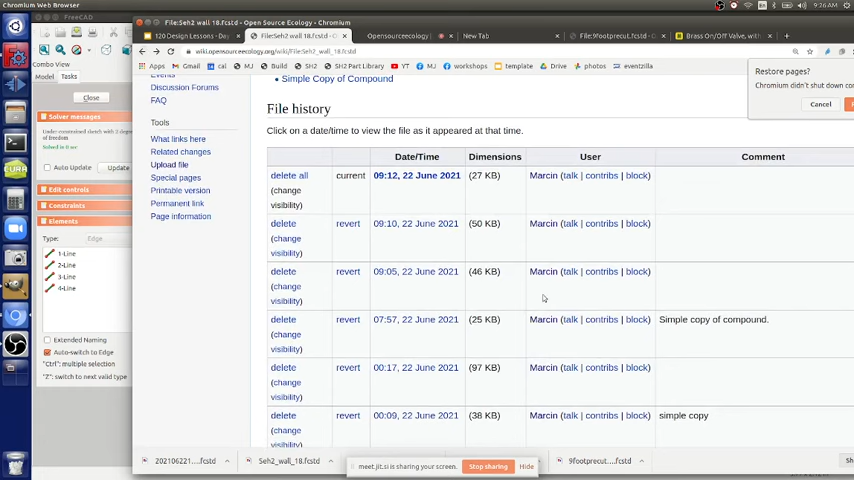 Chromium Web Browser
9:26 AM
FreeCAD
File:Seh2 wall 18.fcstd - Open Source Ecology - Chromium
120 Design Lessons - Day
File:Seh2 wall 18.fcstd - O
Opensourceecology
New Tab
File:9footprecut.fcstd - O
Brass On/Off Valve, with
wiki.opensourceecology.org/wiki/File:Seh2_wall_18.fcstd
Apps
Gmail
cal
MJ
SH2
SH2 Part Library
YT
MJ
workshops
template
Drive
photos
eventzilla
Combo View
Model
Tasks
Close
Solver messages
Under-constrained sketch with 2 degree
of freedom
Solved in 0 sec
Auto Update
Update
Edit controls
Constraints
Elements
Type:
Edge
1-Line
2-Line
3-Line
4-Line
Extended Naming
Auto-switch to Edge
"Ctrl": multiple selection
"Z": switch to next valid type
Events
Discussion Forums
FAQ
Tools
What links here
Related changes
Upload file
Special pages
Printable version
Permanent link
Page information
Restore pages?
Chromium didn't shut down
Cancel
Simple Copy of Compound
File history
Click on a date/time to view the file as it appeared at that time.
Date/Time Dimensions User Comment
delete all (change visibility) current 09:12, 22 June 2021 (27 KB) Marcin (talk | contribs | block)
delete (change visibility) revert 09:10, 22 June 2021 (50 KB) Marcin (talk | contribs | block)
delete (change visibility) revert 09:05, 22 June 2021 (46 KB) Marcin (talk | contribs | block)
delete (change visibility) revert 07:57, 22 June 2021 (25 KB) Marcin (talk | contribs | block) Simple copy of compound.
delete (change visibility) revert 00:17, 22 June 2021 (97 KB) Marcin (talk | contribs | block)
delete (change visibility) revert 00:09, 22 June 2021 (38 KB) Marcin (talk | contribs | block) simple copy
202106221....fcstd
Seh2_wall_18.fcstd
meet.jit.si is sharing your screen.
Stop sharing
Hide
9footprecut....fcstd